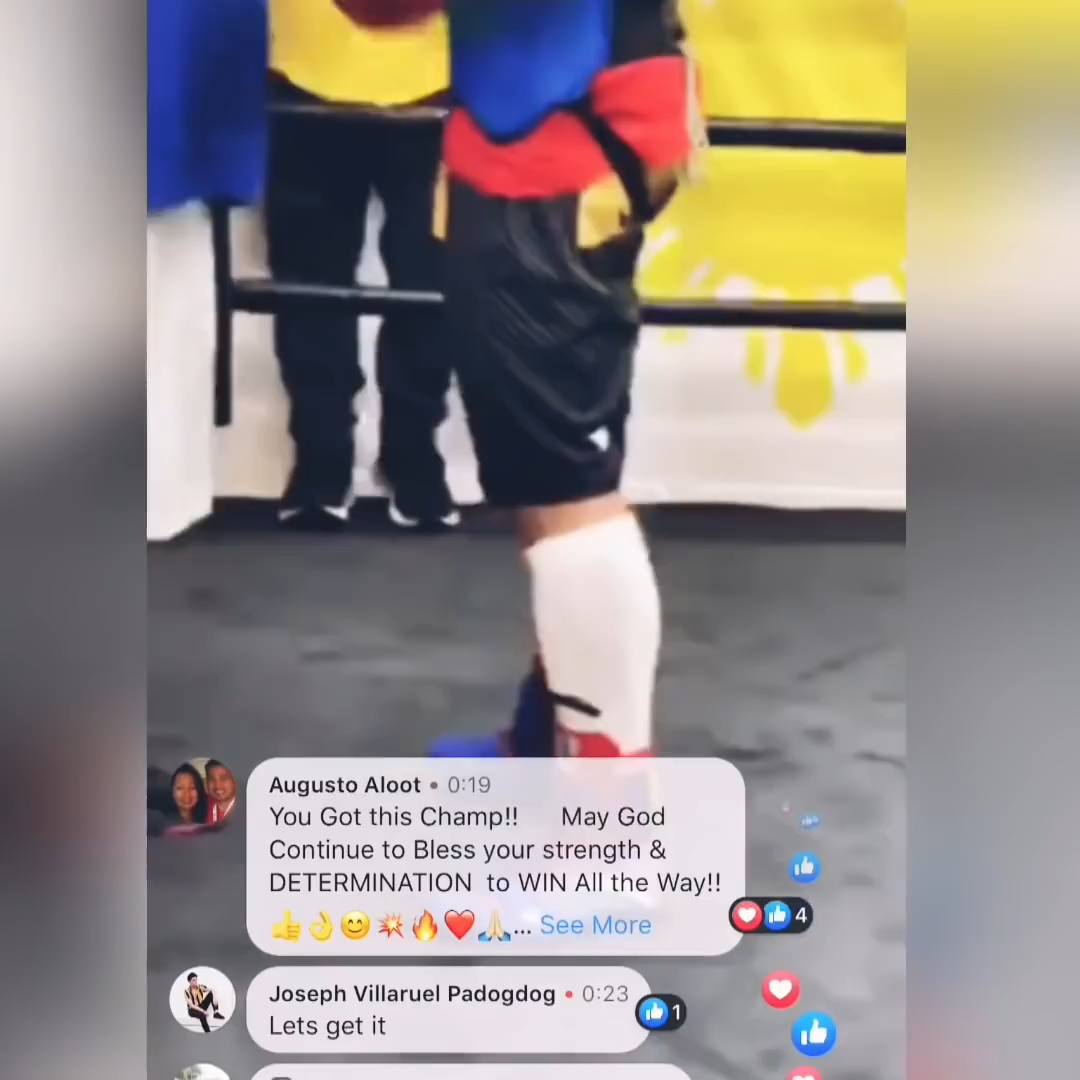 Augusto Aloot • 0:19
You Got this Champ!! May God
Continue to Bless your strength &
DETERMINATION to WIN All the Way!!
👍👌😊💥🔥❤️🙏... See More
4
Joseph Villaruel Padogdog • 0:23
1
Lets get it